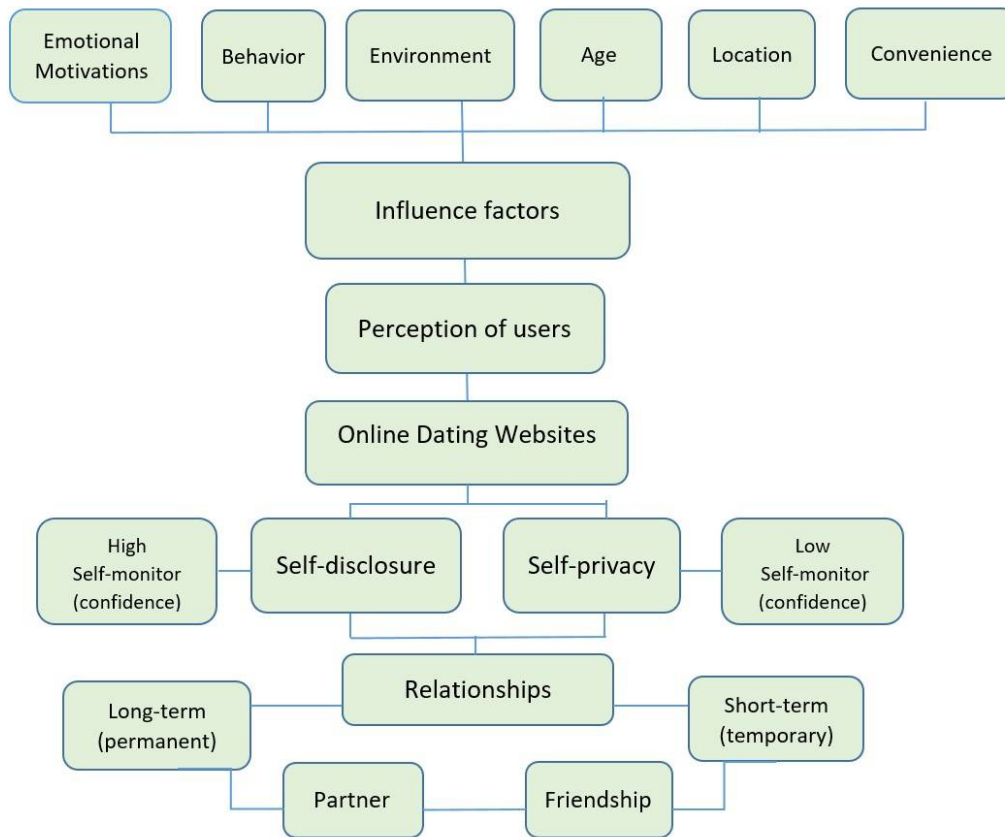 Emotional
Motivations
Behavior
Environment
Age
Location
Convenience
Influence factors
Perception of users
Online Dating Websites
High
Self-monitor
(confidence)
Self-disclosure
Self-privacy
Low
Self-monitor
(confidence)
Relationships
Long-term
(permanent)
Short-term
(temporary)
Partner
Friendship